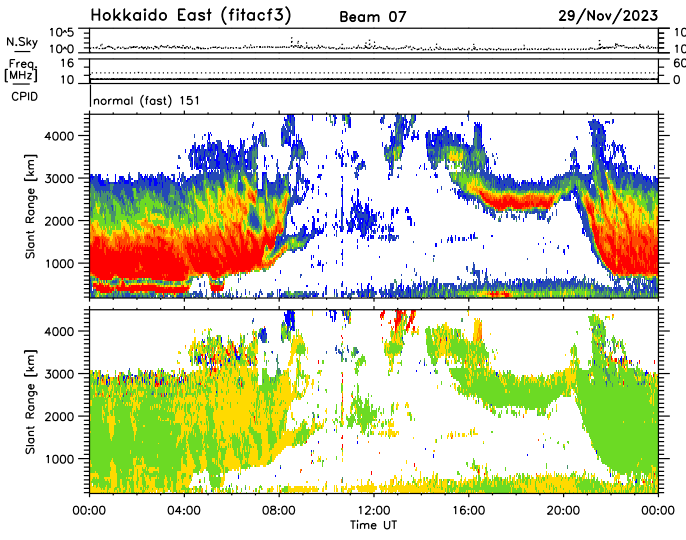 Hokkaido East (fitacf3) Beam 07 29/Nov/2023
N.Sky 10^5 10^0 10 10
Freq. [MHz] 16 10 60 0
CPID normal (fast) 151
Slant Range [km] 4000 3000 2000 1000
Slant Range [km] 4000 3000 2000 1000
00:00 04:00 08:00 12:00 16:00 20:00 00:00
Time UT